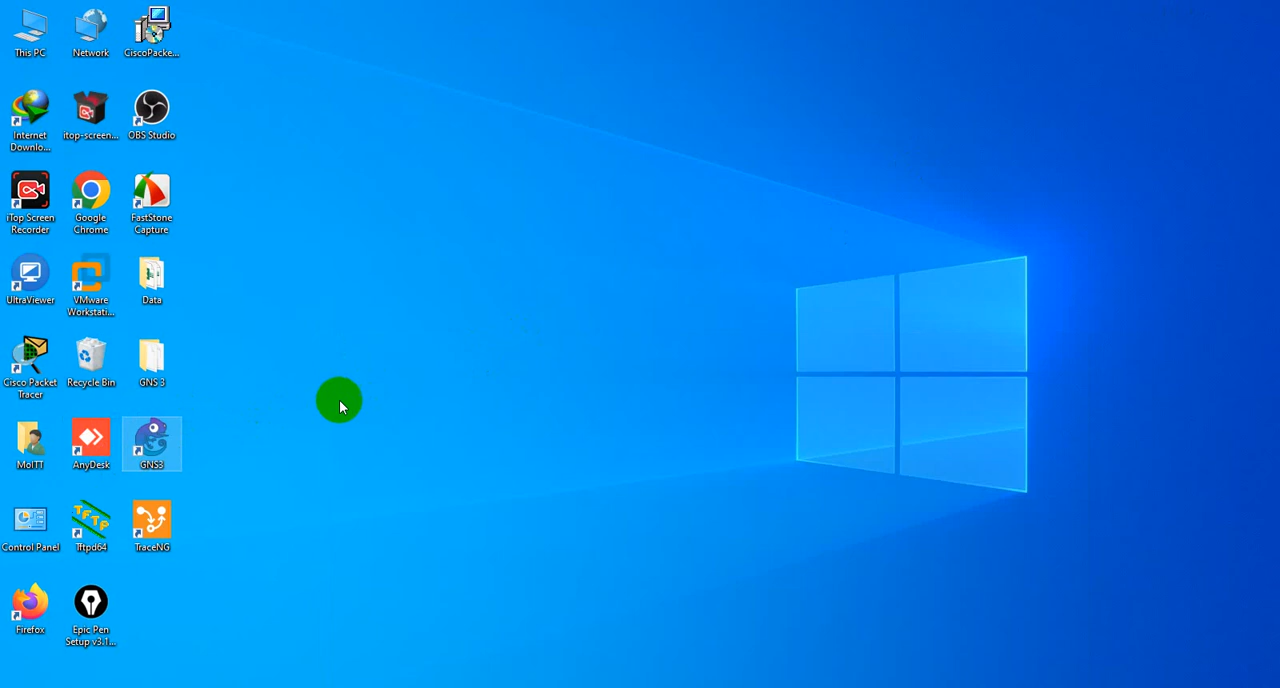 This PC
Network
CiscoPacke...
Internet
Downlo...
itop-screen...
OBS Studio
iTop Screen
Recorder
Google
Chrome
FastStone
Capture
UltraViewer
VMware
Workstati...
Data
Cisco Packet
Tracer
Recycle Bin
GNS 3
MoITT
AnyDesk
GNS3
Control Panel
TFTP
Tftpd64
TraceNG
Firefox
Epic Pen
Setup v3.1...